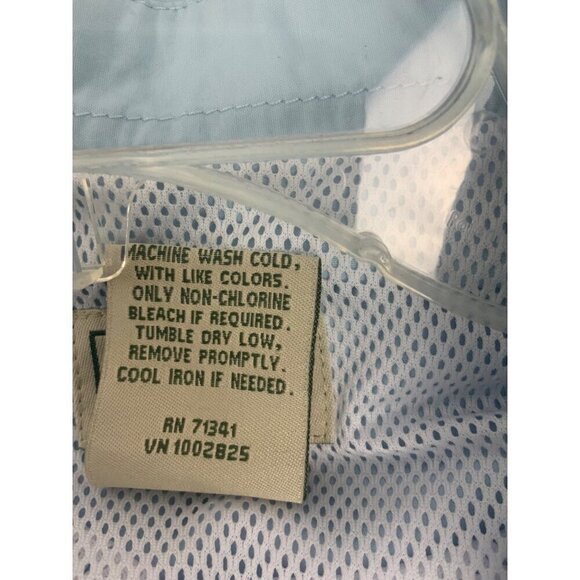 MACHINE WASH COLD,
WITH LIKE COLORS.
ONLY NON-CHLORINE
BLEACH IF REQUIRED.
TUMBLE DRY LOW,
REMOVE PROMPTLY.
COOL IRON IF NEEDED.
RN 71341
VN 1002825